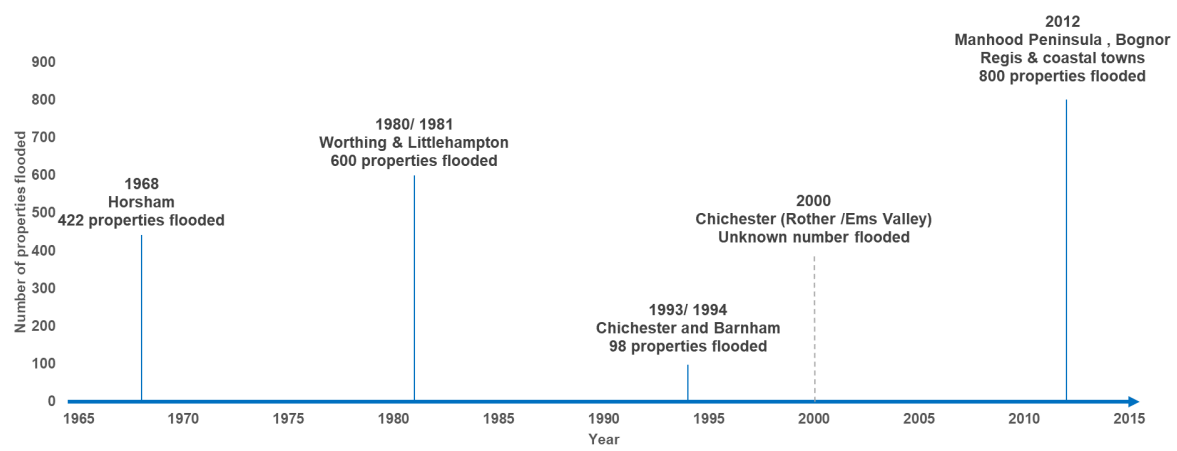 2012
Manhood Peninsula , Bognor
Regis & coastal towns
800 properties flooded
1980/ 1981
Worthing & Littlehampton
600 properties flooded
1968
Horsham
422 properties flooded
2000
Chichester (Rother /Ems Valley)
Unknown number flooded
1993/ 1994
Chichester and Barnham
98 properties flooded
Number of properties flooded
900
800
700
600
500
400
300
200
100
0
1965 1970 1975 1980 1985 1990 1995 2000 2005 2010 2015
Year